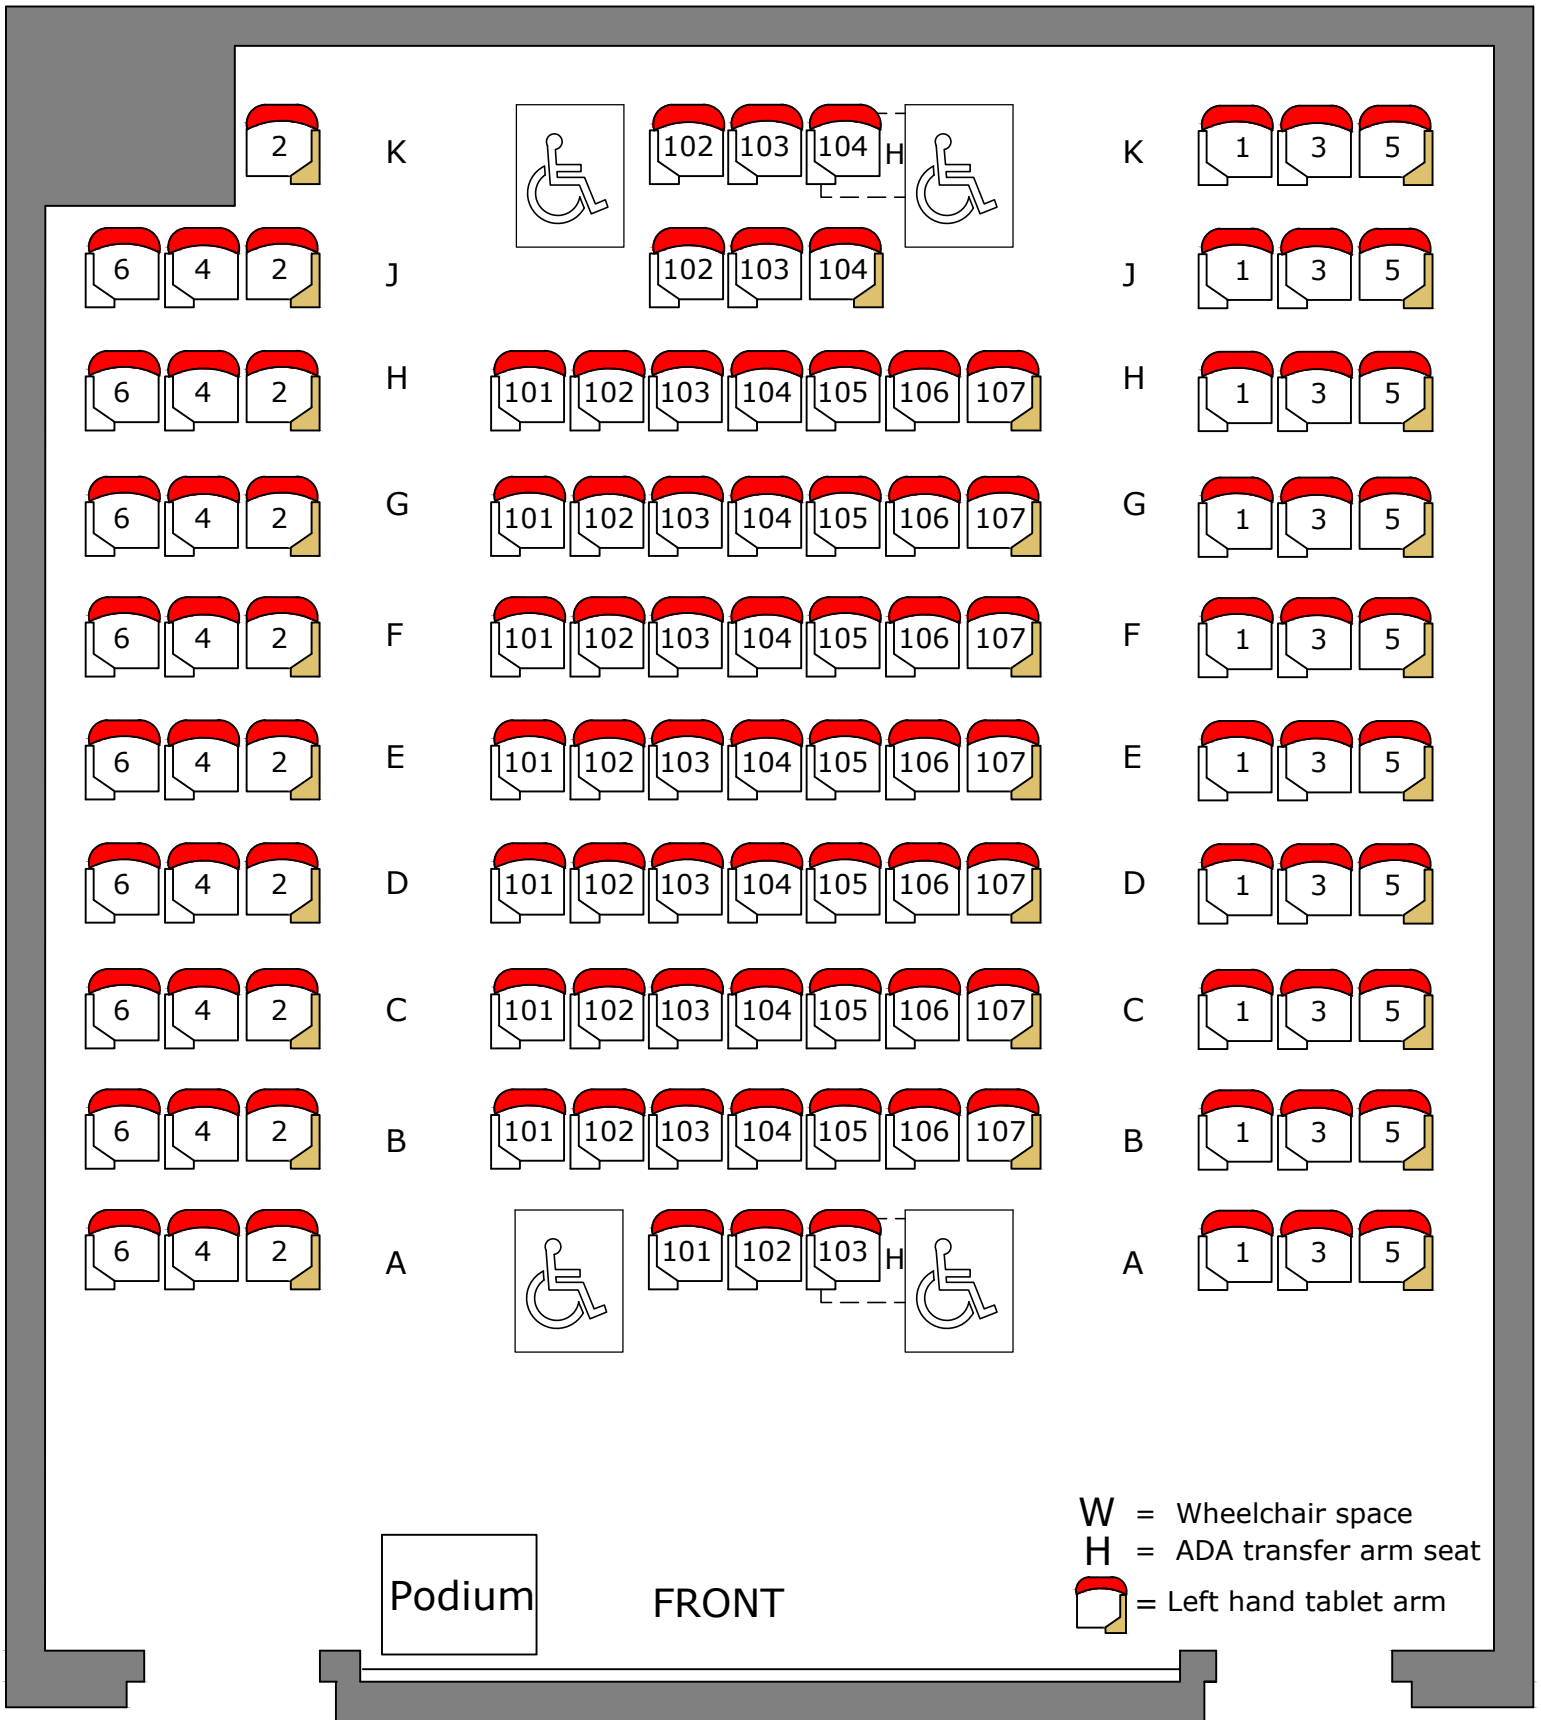 2 K 102 103 104 H K 1 3 5
6 4 2 J 102 103 104 J 1 3 5
6 4 2 H 101 102 103 104 105 106 107 H 1 3 5
6 4 2 G 101 102 103 104 105 106 107 G 1 3 5
6 4 2 F 101 102 103 104 105 106 107 F 1 3 5
6 4 2 E 101 102 103 104 105 106 107 E 1 3 5
6 4 2 D 101 102 103 104 105 106 107 D 1 3 5
6 4 2 C 101 102 103 104 105 106 107 C 1 3 5
6 4 2 B 101 102 103 104 105 106 107 B 1 3 5
6 4 2 A 101 102 103 H A 1 3 5
W = Wheelchair space
H = ADA transfer arm seat
= Left hand tablet arm
Podium
FRONT